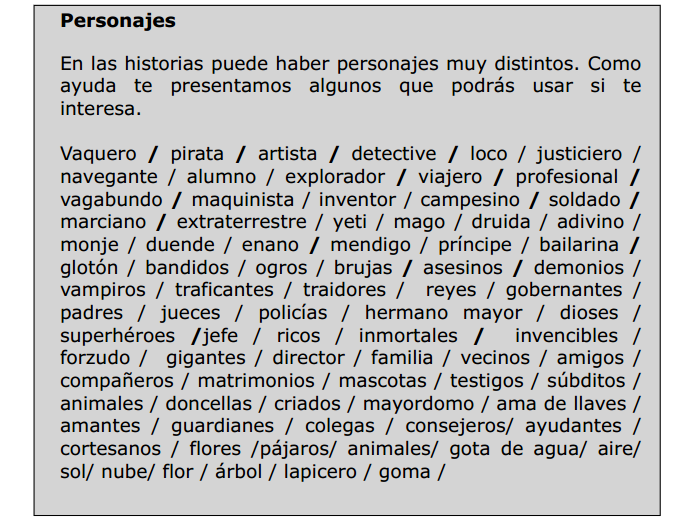 Personajes
En las historias puede haber personajes muy distintos. Como
ayuda te presentamos algunos que podrás usar si te
interesa.
Vaquero / pirata / artista / detective / loco / justiciero /
navegante / alumno / explorador / viajero / profesional /
vagabundo / maquinista / inventor / campesino / soldado /
marciano / extraterrestre / yeti / mago / druida / adivino /
monje / duende / enano / mendigo / príncipe / bailarina /
glotón / bandidos / ogros / brujas / asesinos / demonios /
vampiros / traficantes / traidores / reyes / gobernantes /
padres / jueces / policías / hermano mayor / dioses /
superhéroes /jefe / ricos / inmortales / invencibles /
forzudo / gigantes / director / familia / vecinos / amigos /
compañeros / matrimonios / mascotas / testigos / súbditos /
animales / doncellas / criados / mayordomo / ama de llaves /
amantes / guardianes / colegas / consejeros/ ayudantes /
cortesanos / flores /pájaros/ animales/ gota de agua/ aire/
sol/ nube/ flor / árbol / lapicero / goma /